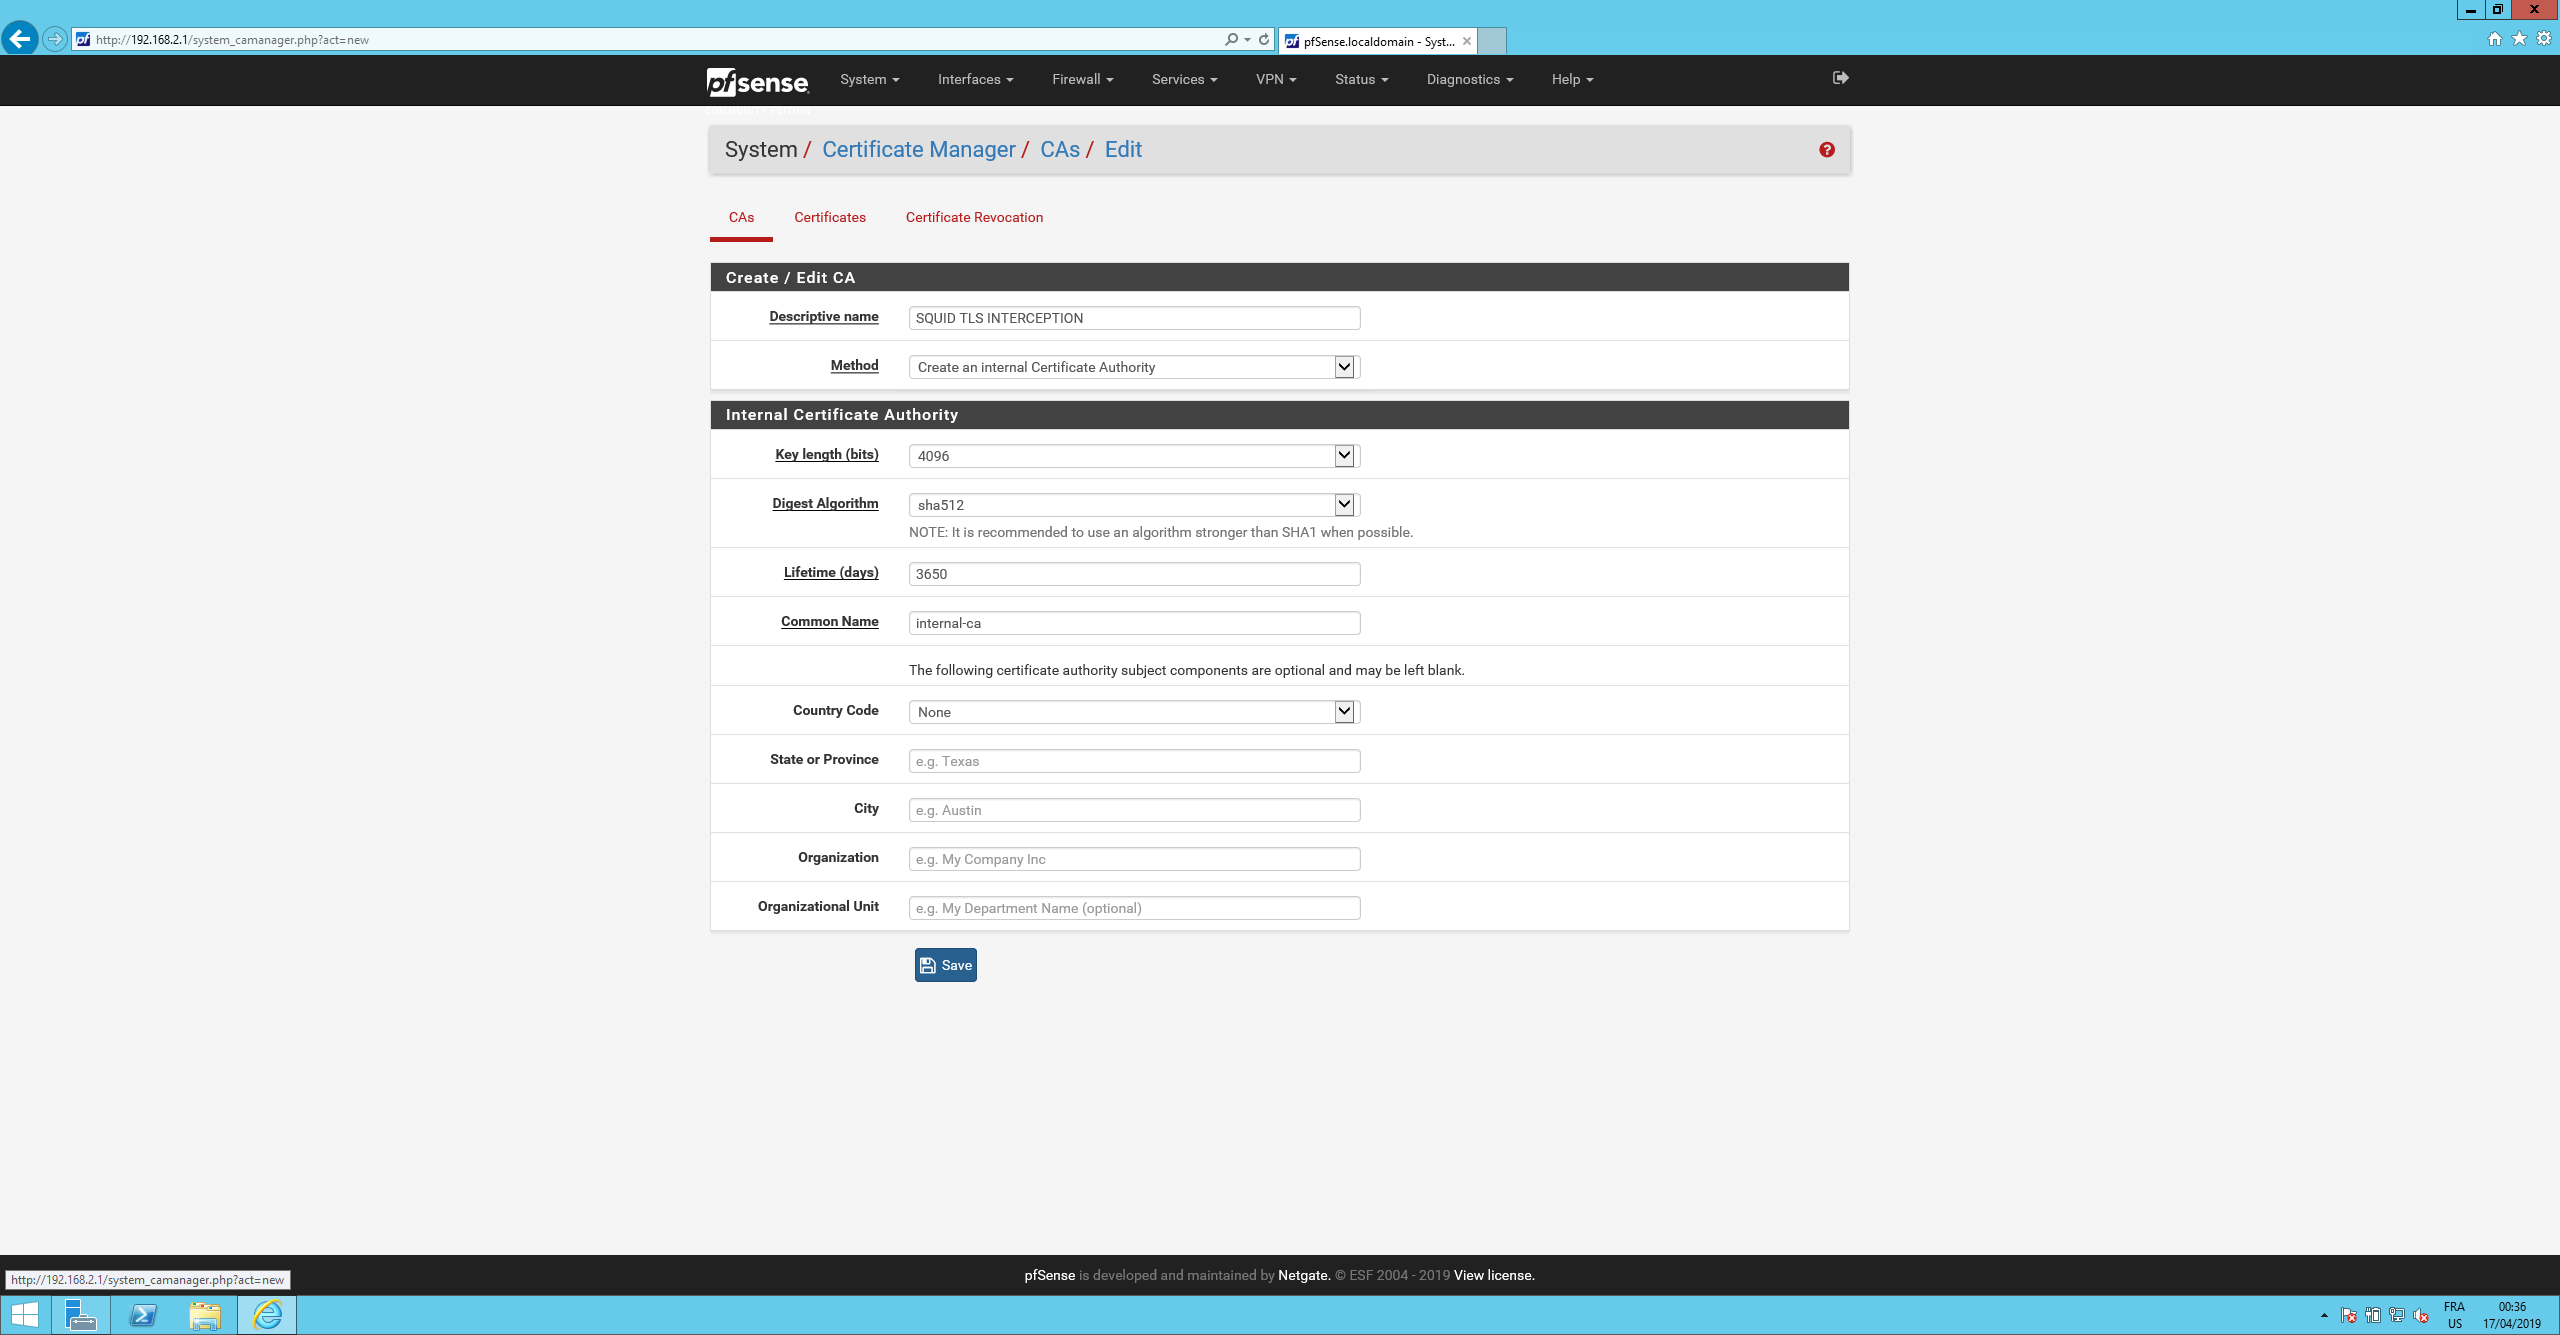 http://192.168.2.1/system_camanager.php?act=new
pfSense.localdomain - Syst...
pfsense
System Interfaces Firewall Services VPN Status Diagnostics Help
System / Certificate Manager / CAs / Edit
CAs Certificates Certificate Revocation
Create / Edit CA
Descriptive name SQUID TLS INTERCEPTION
Method Create an internal Certificate Authority
Internal Certificate Authority
Key length (bits) 4096
Digest Algorithm sha512
NOTE: It is recommended to use an algorithm stronger than SHA1 when possible.
Lifetime (days) 3650
Common Name internal-ca
The following certificate authority subject components are optional and may be left blank.
Country Code None
State or Province e.g. Texas
City e.g. Austin
Organization e.g. My Company Inc
Organizational Unit e.g. My Department Name (optional)
Save
pfSense is developed and maintained by Netgate. © ESF 2004 - 2019 View license.
http://192.168.2.1/system_camanager.php?act=new
FRA 00:36
US 17/04/2019